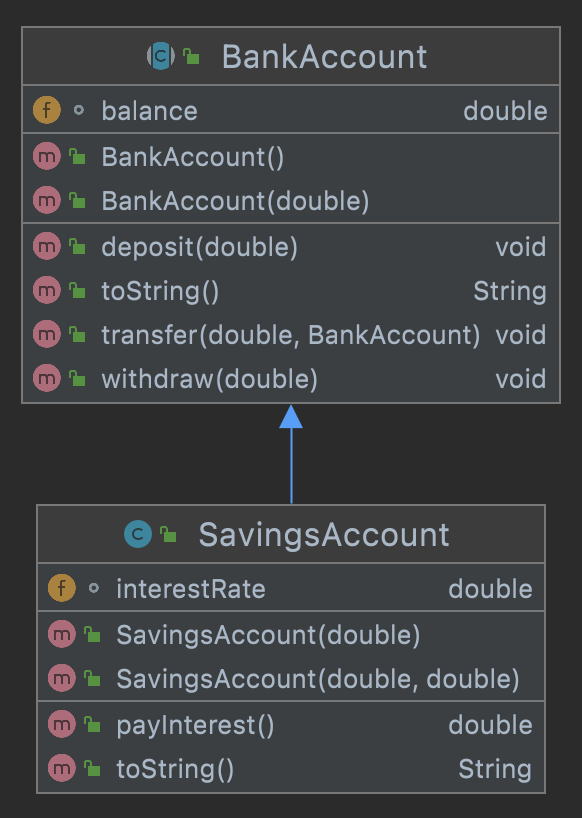 C BankAccount
f balance double
m BankAccount()
m BankAccount(double)
m deposit(double) void
m toString() String
m transfer(double, BankAccount) void
m withdraw(double) void
C SavingsAccount
f interestRate double
m SavingsAccount(double)
m SavingsAccount(double, double)
m payInterest() double
m toString() String